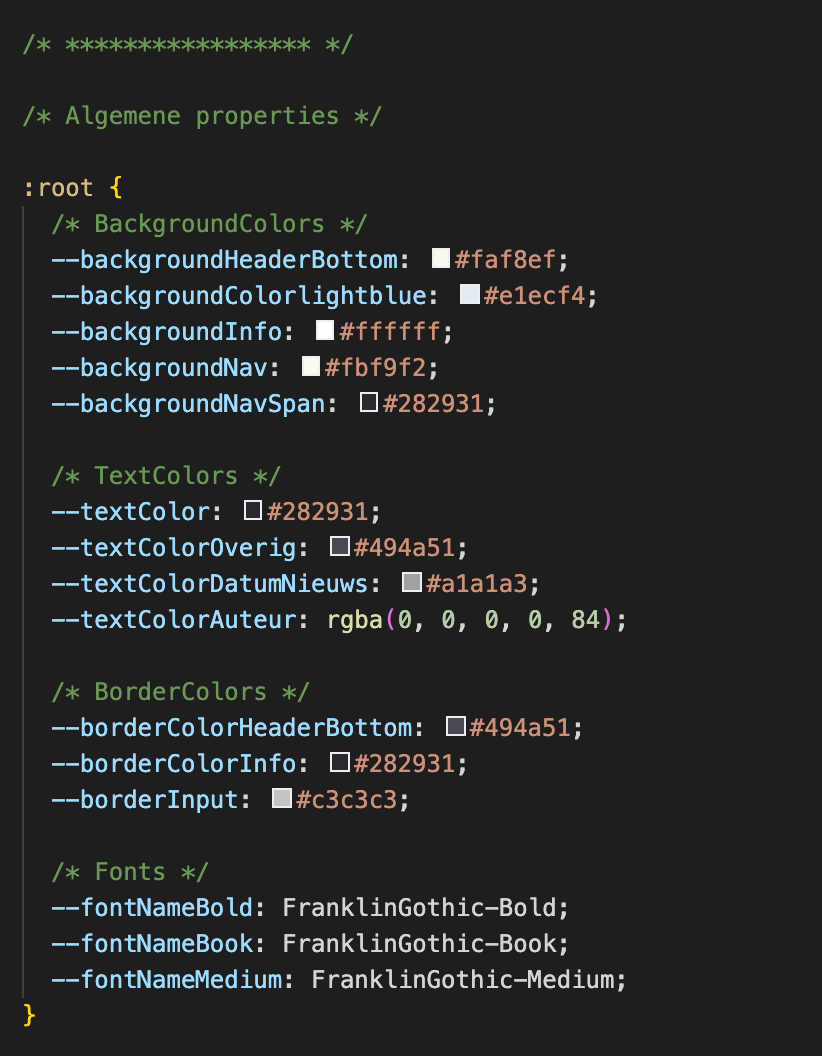 /* ***************** */
/* Algemene properties */
:root {
/* BackgroundColors */
--backgroundHeaderBottom: #faf8ef;
--backgroundColorlightblue: #e1ecf4;
--backgroundInfo: #ffffff;
--backgroundNav: #fbf9f2;
--backgroundNavSpan: #282931;
/* TextColors */
--textColor: #282931;
--textColorOverig: #494a51;
--textColorDatumNieuws: #a1a1a3;
--textColorAuteur: rgba(0, 0, 0, 0, 84);
/* BorderColors */
--borderColorHeaderBottom: #494a51;
--borderColorInfo: #282931;
--borderInput: #c3c3c3;
/* Fonts */
--fontNameBold: FranklinGothic-Bold;
--fontNameBook: FranklinGothic-Book;
--fontNameMedium: FranklinGothic-Medium;
}